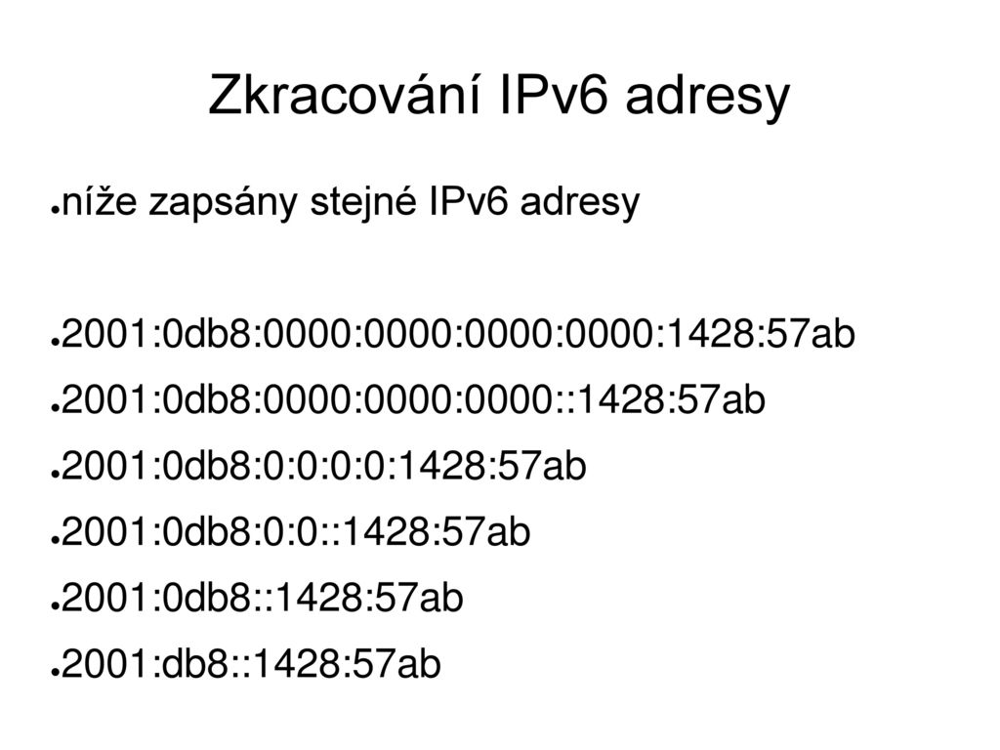 Zkracování IPv6 adresy
●níže zapsány stejné IPv6 adresy
●2001:0db8:0000:0000:0000:0000:1428:57ab
●2001:0db8:0000:0000:0000::1428:57ab
●2001:0db8:0:0:0:0:1428:57ab
●2001:0db8:0:0::1428:57ab
●2001:0db8::1428:57ab
●2001:db8::1428:57ab